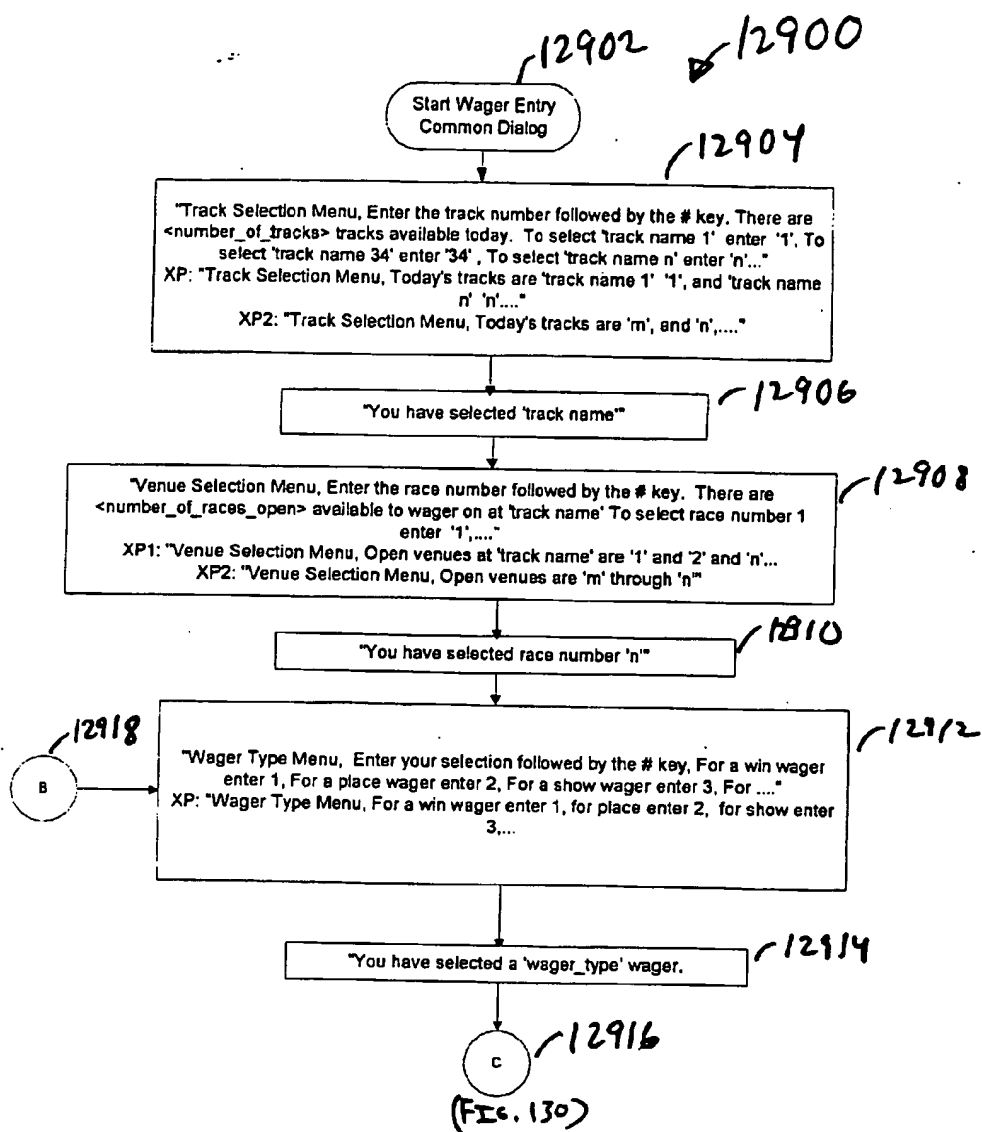 12902
12900
Start Wager Entry
Common Dialog
12904
"Track Selection Menu, Enter the track number followed by the # key. There are
<number_of_tracks> tracks available today. To select 'track name 1' enter '1', To
select 'track name 34' enter '34' , To select 'track name n' enter 'n'..."
XP: "Track Selection Menu, Today's tracks are 'track name 1' '1', and 'track name
n' 'n'...."
XP2: "Track Selection Menu, Today's tracks are 'm', and 'n',...."
12906
"You have selected 'track name'"
12908
"Venue Selection Menu, Enter the race number followed by the # key. There are
<number_of_races_open> available to wager on at 'track name' To select race number 1
enter '1',...."
XP1: "Venue Selection Menu, Open venues at 'track name' are '1' and '2' and 'n'...
XP2: "Venue Selection Menu, Open venues are 'm' through 'n'"
12910
"You have selected race number 'n'"
12918
B
12912
"Wager Type Menu, Enter your selection followed by the # key, For a win wager
enter 1, For a place wager enter 2, For a show wager enter 3, For ...."
XP: "Wager Type Menu, For a win wager enter 1, for place enter 2, for show enter
3,...
12914
"You have selected a 'wager_type' wager.
12916
C
(FIG. 130)